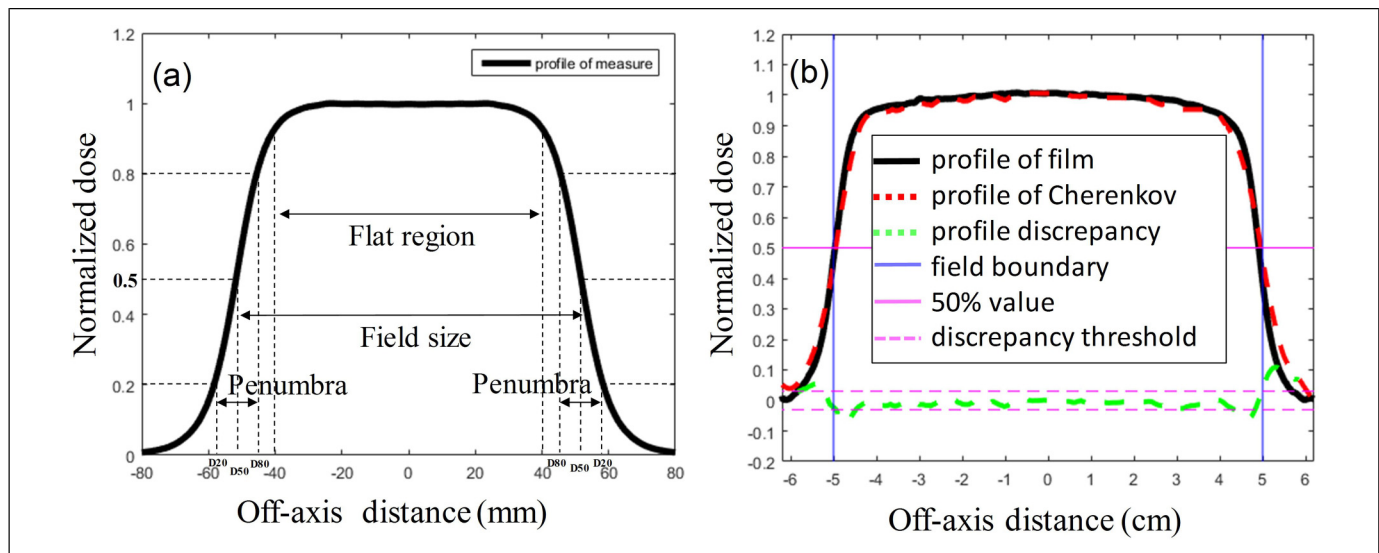 (a)
profile of measure
Normalized dose
1.2
1
0.8
0.6
0.5
0.4
0.2
0
Flat region
Field size
Penumbra
Penumbra
D20
D50
D80
D80
D50
D20
-80
-60
-40
-20
0
20
40
60
80
Off-axis distance (mm)
(b)
Normalized dose
1.2
1.1
1
0.9
0.8
0.7
0.6
0.5
0.4
0.3
0.2
0.1
0
-0.1
-0.2
profile of film
profile of Cherenkov
profile discrepancy
field boundary
50% value
discrepancy threshold
-6
-5
-4
-3
-2
-1
0
1
2
3
4
5
6
Off-axis distance (cm)